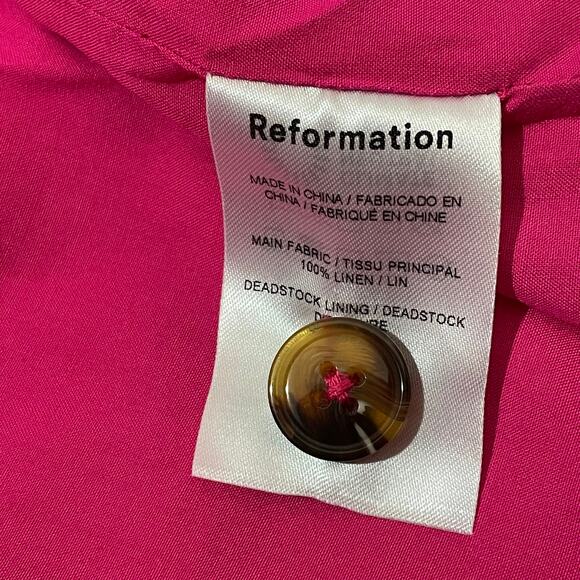 Reformation
MADE IN CHINA / FABRICADO EN
CHINA / FABRIQUÉ EN CHINE
MAIN FABRIC / TISSU PRINCIPAL
100% LINEN / LIN
DEADSTOCK LINING / DEADSTOCK